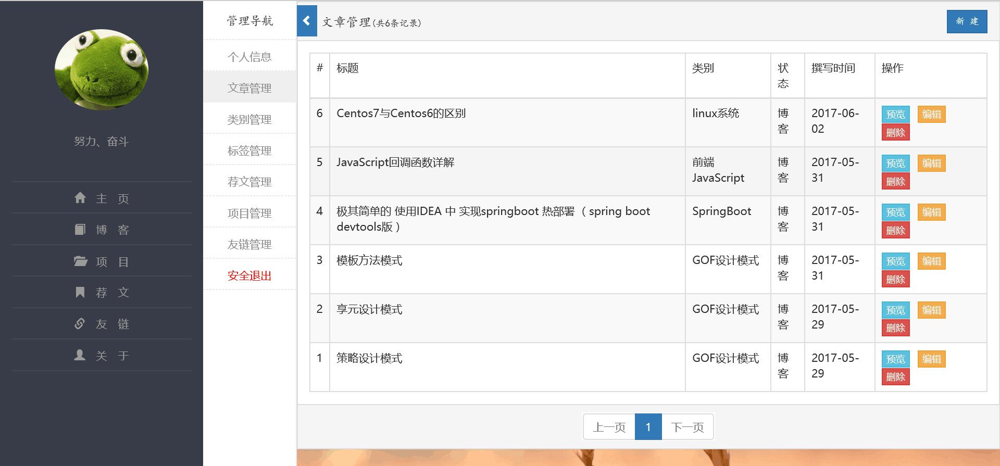 努力、奋斗
主 页
博 客
项 目
荐 文
友 链
关 于
管理导航
个人信息
文章管理
类别管理
标签管理
荐文管理
项目管理
友链管理
安全退出
文章管理(共6条记录)
新 建
# 标题 类别 状 撰写时间 操作
态
6 Centos7与Centos6的区别 linux系统 博 2017-06- 预览 编辑
客 02 删除
5 JavaScript回调函数详解 前端 博 2017-05- 预览 编辑
JavaScript 客 31 删除
4 极其简单的 使用IDEA 中 实现springboot 热部署 （spring boot SpringBoot 博 2017-05- 预览 编辑
devtools版） 客 31 删除
3 模板方法模式 GOF设计模式 博 2017-05- 预览 编辑
客 31 删除
2 享元设计模式 GOF设计模式 博 2017-05- 预览 编辑
客 29 删除
1 策略设计模式 GOF设计模式 博 2017-05- 预览 编辑
客 29 删除
上一页 1 下一页